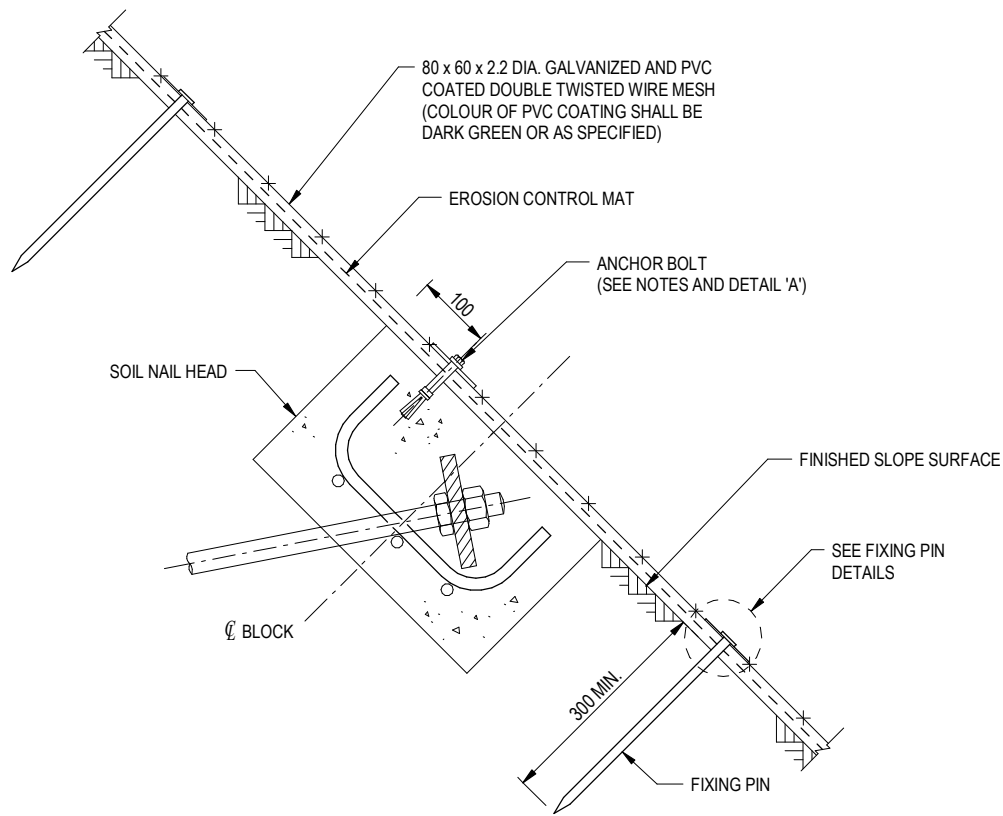 80 x 60 x 2.2 DIA. GALVANIZED AND PVC
COATED DOUBLE TWISTED WIRE MESH
(COLOUR OF PVC COATING SHALL BE
DARK GREEN OR AS SPECIFIED)
EROSION CONTROL MAT
ANCHOR BOLT
(SEE NOTES AND DETAIL 'A')
100
SOIL NAIL HEAD
FINISHED SLOPE SURFACE
SEE FIXING PIN
DETAILS
℄ BLOCK
300 MIN.
FIXING PIN